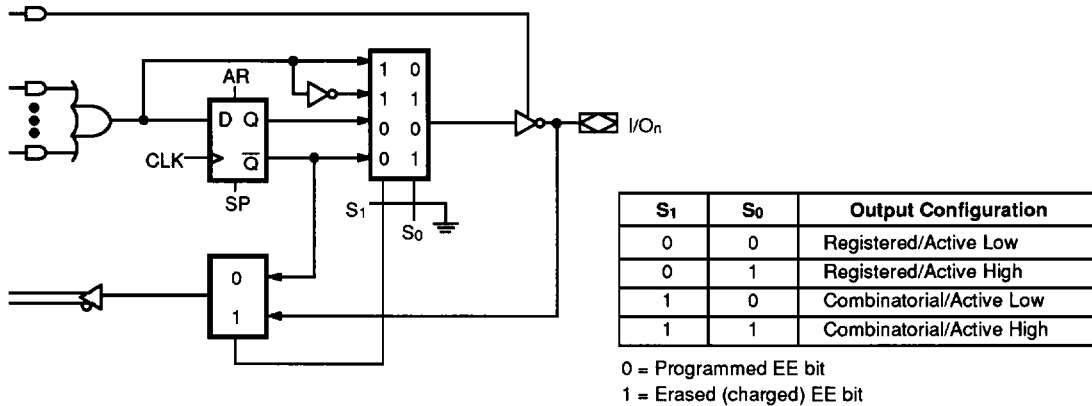 AR
D Q
CLK
Q
SP
1 0
1 1
0 0
0 1
S1
S0
I/On
0
1
S1 S0 Output Configuration
0 0 Registered/Active Low
0 1 Registered/Active High
1 0 Combinatorial/Active Low
1 1 Combinatorial/Active High
0 = Programmed EE bit
1 = Erased (charged) EE bit